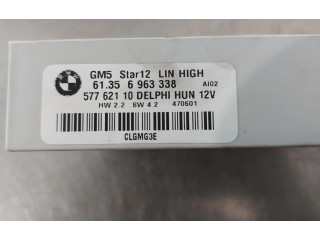 GM5 Star12 LIN HIGH
61.35 6 963 338 AI02
577 621 10 DELPHI HUN 12V
HW 2.2 SW 4.2 470601
CLGMG3E